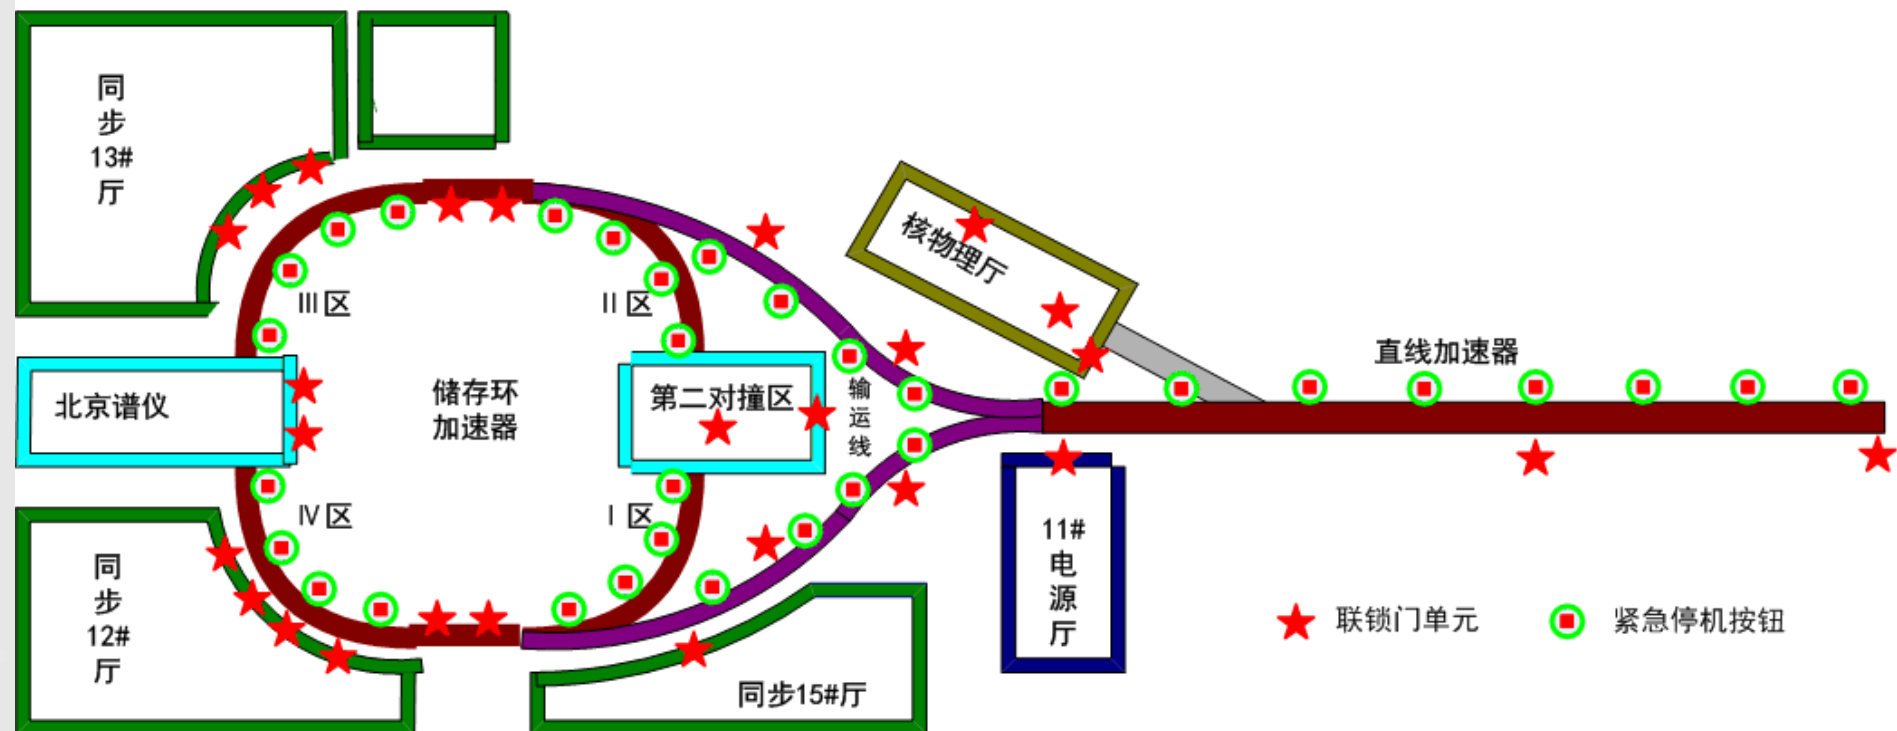 同
步
13#
厅
核物理厅
III 区
II 区
直线加速器
北京谱仪
储存环
加速器
第二对撞区
输
运
线
IV 区
I 区
同
步
12#
厅
11#
电
源
厅
同步15#厅
联锁门单元
紧急停机按钮